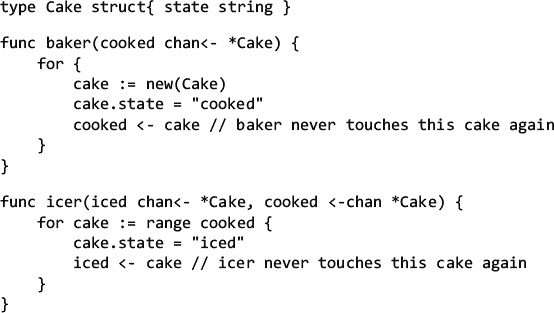 type Cake struct{ state string }
func baker(cooked chan<- *Cake) {
    for {
        cake := new(Cake)
        cake.state = "cooked"
        cooked <- cake // baker never touches this cake again
    }
}
func icer(iced chan<- *Cake, cooked <-chan *Cake) {
    for cake := range cooked {
        cake.state = "iced"
        iced <- cake // icer never touches this cake again
    }
}